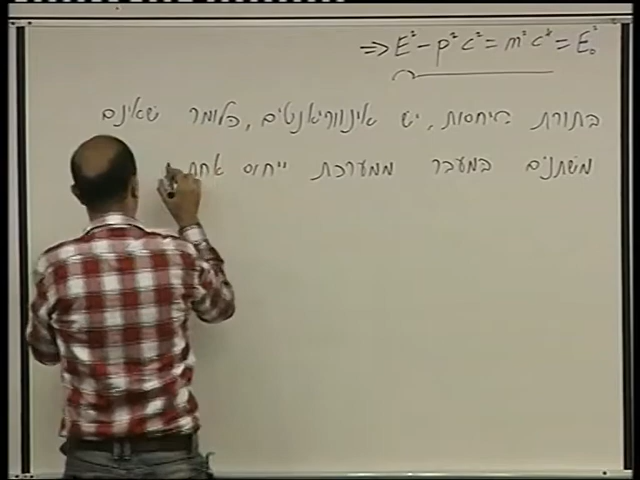 ⇒ E² - p²c² = m²c⁴ = E₀²
בתורת היחסות, יש אינווריאנטים, כלומר שאינם
משתנים במעבר ממערכת ייחוס אחת